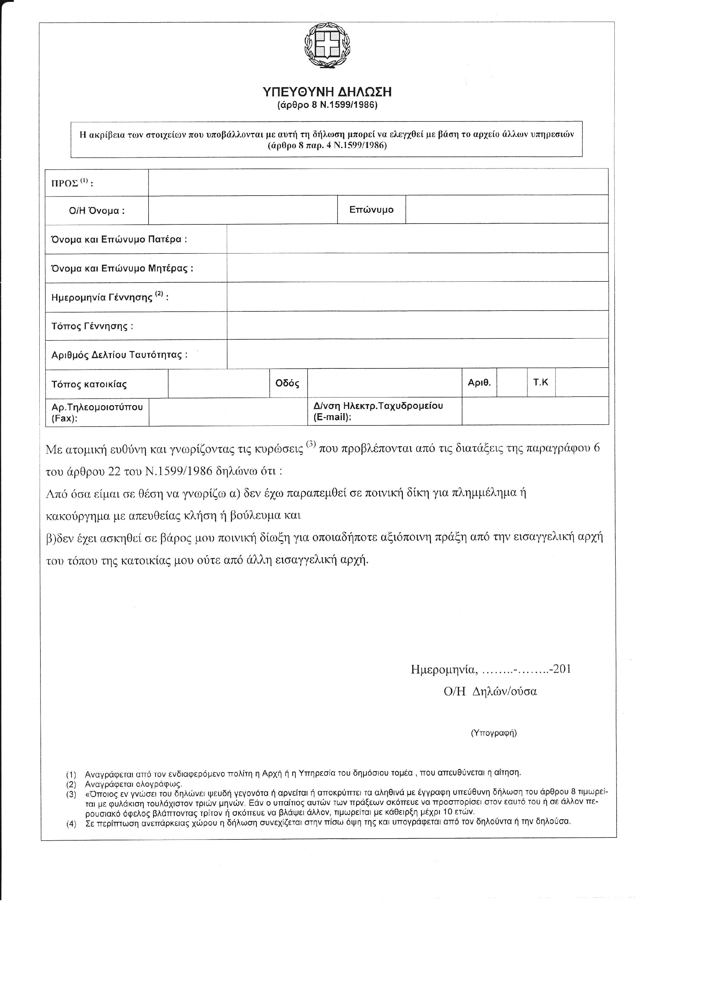 ΥΠΕΥΘΥΝΗ ΔΗΛΩΣΗ
(άρθρο 8 Ν.1599/1986)
Η ακρίβεια των στοιχείων που υποβάλλονται με αυτή τη δήλωση μπορεί να ελεγχθεί με βάση το αρχείο άλλων υπηρεσιών
(άρθρο 8 παρ. 4 Ν.1599/1986)
ΠΡΟΣ (1) :
Ο/Η Όνομα : Επώνυμο
Όνομα και Επώνυμο Πατέρα :
Όνομα και Επώνυμο Μητέρας :
Ημερομηνία Γέννησης (2) :
Τόπος Γέννησης :
Αριθμός Δελτίου Ταυτότητας :
Τόπος κατοικίας Οδός Αριθ. Τ.Κ
Αρ.Τηλεομοιοτύπου Δ/νση Ηλεκτρ.Ταχυδρομείου
(Fax): (E-mail):
Με ατομική ευθύνη και γνωρίζοντας τις κυρώσεις (3) που προβλέπονται από τις διατάξεις της παραγράφου 6
του άρθρου 22 του Ν.1599/1986 δηλώνω ότι :
Από όσα είμαι σε θέση να γνωρίζω α) δεν έχω παραπεμθεί σε ποινική δίκη για πλημμέλημα ή
κακούργημα με απευθείας κλήση ή βούλευμα και
β)δεν έχει ασκηθεί σε βάρος μου ποινική δίωξη για οποιαδήποτε αξιόποινη πράξη από την εισαγγελική αρχή
του τόπου της κατοικίας μου ούτε από άλλη εισαγγελική αρχή.
Ημερομηνία, ........-........-201
Ο/Η Δηλών/ούσα
(Υπογραφή)
(1) Αναγράφεται από τον ενδιαφερόμενο πολίτη η Αρχή ή η Υπηρεσία του δημόσιου τομέα , που απευθύνεται η αίτηση.
(2) Αναγράφεται ολογράφως.
(3) «Όποιος εν γνώσει του δηλώνει ψευδή γεγονότα ή αρνείται ή αποκρύπτει τα αληθινά με έγγραφη υπεύθυνη δήλωση του άρθρου 8 τιμωρεί-
ται με φυλάκιση τουλάχιστον τριών μηνών. Εάν ο υπαίτιος αυτών των πράξεων σκόπευε να προσπορίσει στον εαυτό του ή σε άλλον πε-
ρουσιακό όφελος βλάπτοντας τρίτον ή σκόπευε να βλάψει άλλον, τιμωρείται με κάθειρξη μέχρι 10 ετών.
(4) Σε περίπτωση ανεπάρκειας χώρου η δήλωση συνεχίζεται στην πίσω όψη της και υπογράφεται από τον δηλούντα ή την δηλούσα.